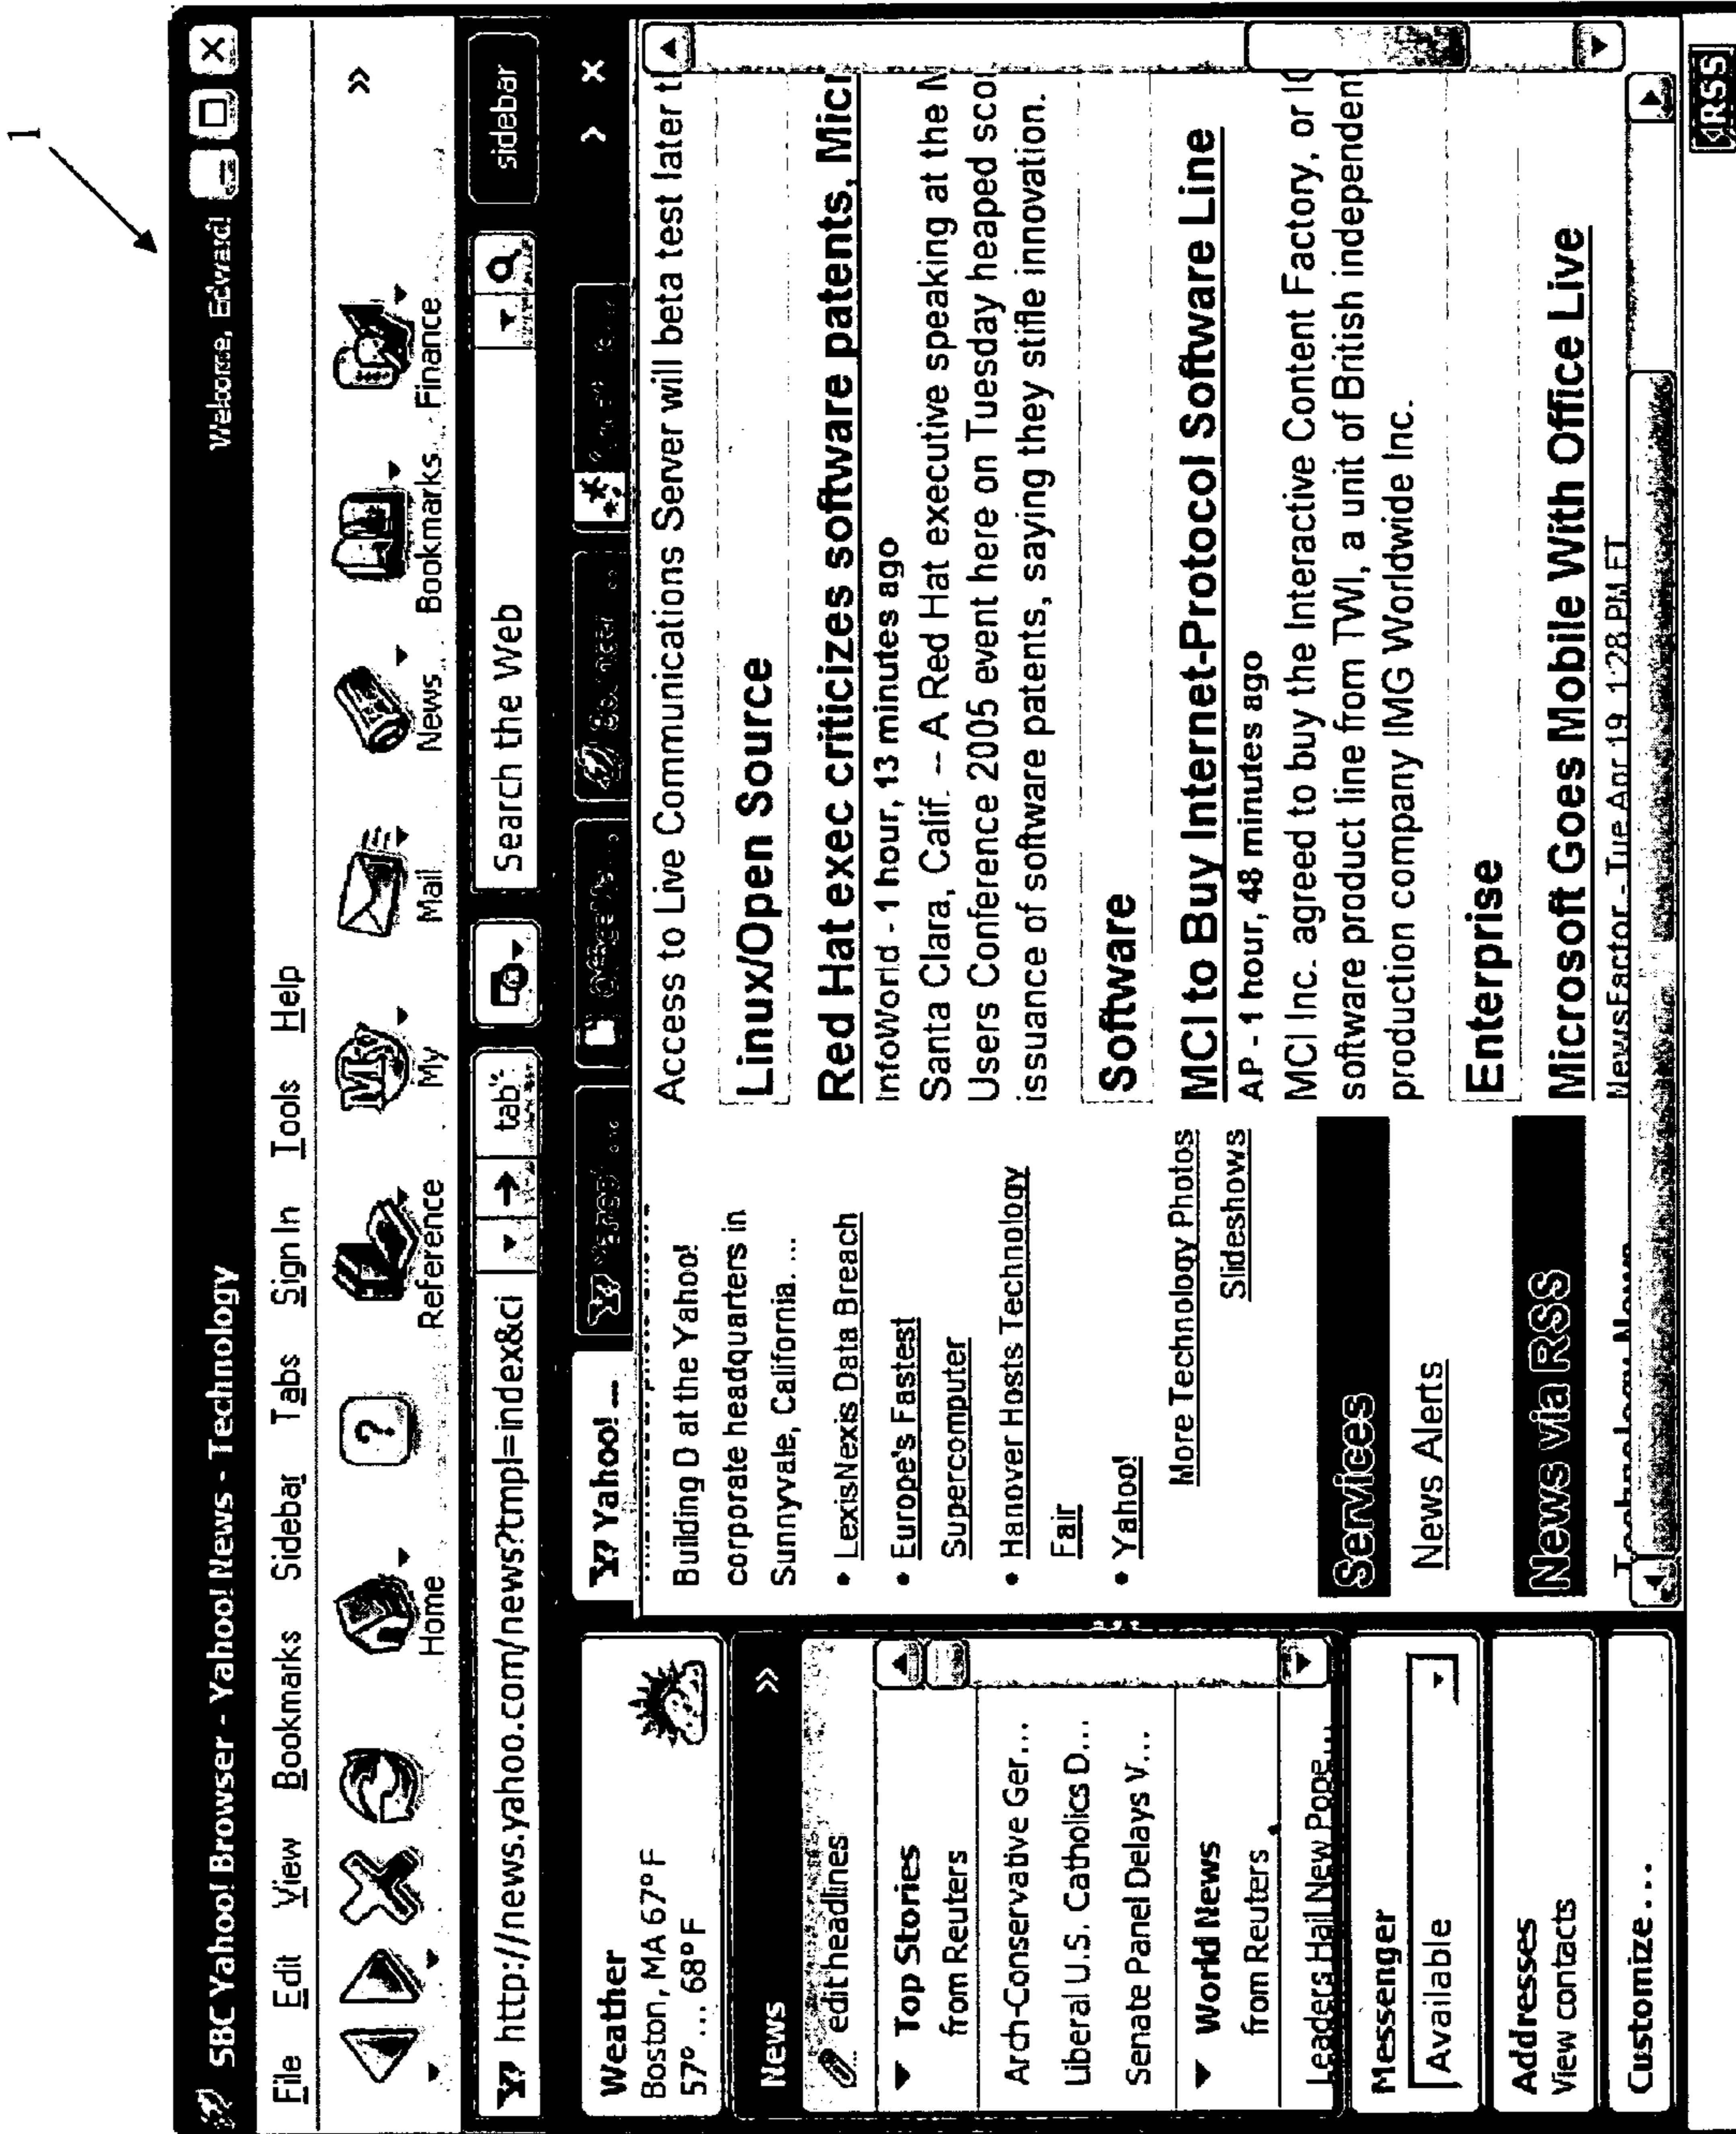 1
SBC Yahoo! Browser - Yahoo! News - Technology
Welcome, Edward!
File Edit View Bookmarks Sidebar Tabs Sign In Tools Help
Home
Reference
My
Mail
News
Bookmarks
Finance
Y! http://news.yahoo.com/news?tmpl=index&ci
tab+
Search the Web
sidebar
Y! Yahoo! ...
Weather
Boston, MA 67° F
57° ... 68° F
News
edit headlines
Top Stories
from Reuters
Arch-Conservative Ger...
Liberal U.S. Catholics D...
Senate Panel Delays V...
World News
from Reuters
Leaders Hail New Pope...
Messenger
Available
Addresses
View contacts
Customize ...
Building D at the Yahoo!
corporate headquarters in
Sunnyvale, California. ...
• LexisNexis Data Breach
• Europe's Fastest
Supercomputer
• Hanover Hosts Technology
Fair
• Yahoo!
More Technology Photos
Slideshows
Services
News Alerts
News via RSS
Access to Live Communications Server will beta test later
Linux/Open Source
Red Hat exec criticizes software patents, Micr
InfoWorld - 1 hour, 13 minutes ago
Santa Clara, Calif. -- A Red Hat executive speaking at the
Users Conference 2005 event here on Tuesday heaped scor
issuance of software patents, saying they stifle innovation.
Software
MCI to Buy Internet-Protocol Software Line
AP - 1 hour, 48 minutes ago
MCI Inc. agreed to buy the Interactive Content Factory, or
software product line from TWI, a unit of British independen
production company IMG Worldwide Inc.
Enterprise
Microsoft Goes Mobile With Office Live
NewsFactor - Tue Apr 19, 1:28 PM ET
RSS